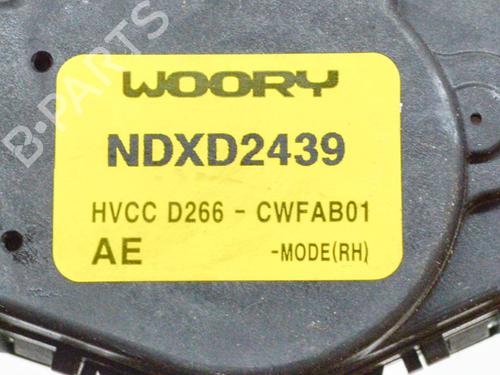 WOORY
NDXD2439
HVCC D266 - CWFAB01
AE -MODE(RH)
B-PARTS